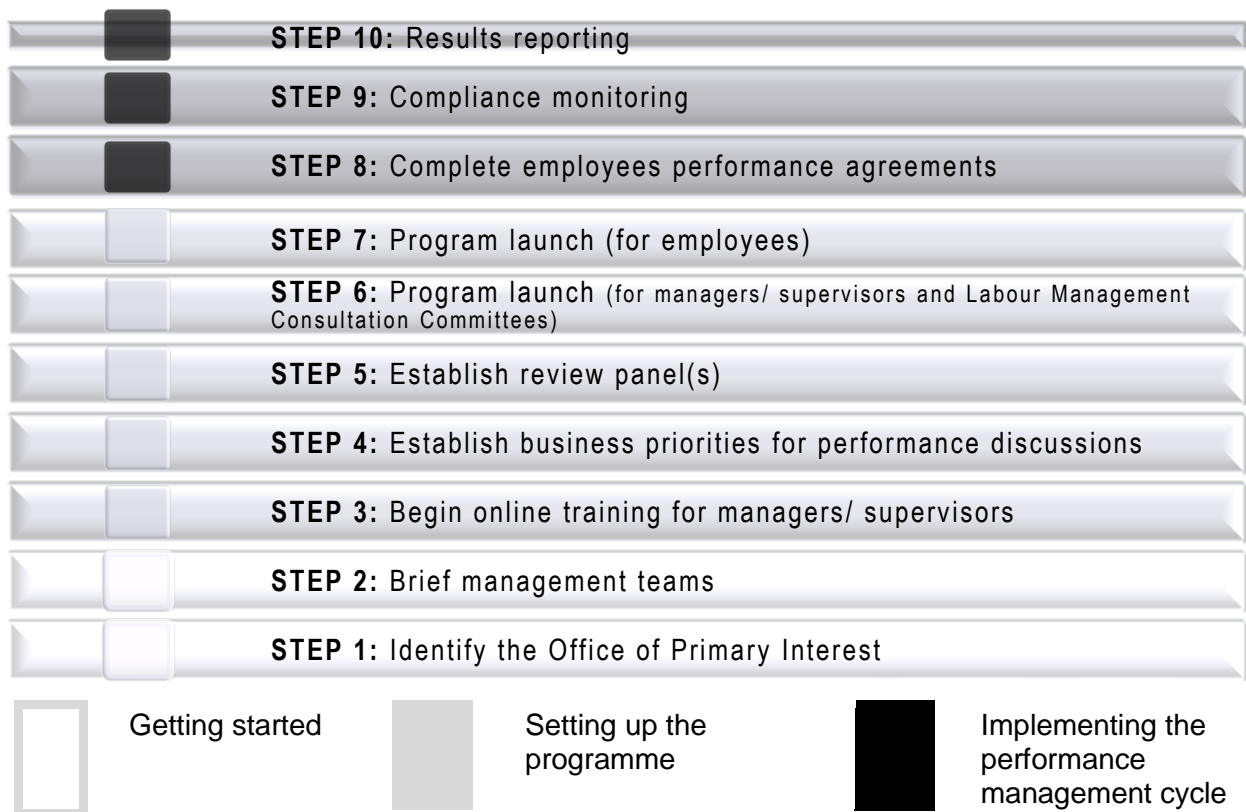 STEP 10: Results reporting
STEP 9: Compliance monitoring
STEP 8: Complete employees performance agreements
STEP 7: Program launch (for employees)
STEP 6: Program launch (for managers/ supervisors and Labour Management
Consultation Committees)
STEP 5: Establish review panel(s)
STEP 4: Establish business priorities for performance discussions
STEP 3: Begin online training for managers/ supervisors
STEP 2: Brief management teams
STEP 1: Identify the Office of Primary Interest
Getting started
Setting up the
programme
Implementing the
performance
management cycle